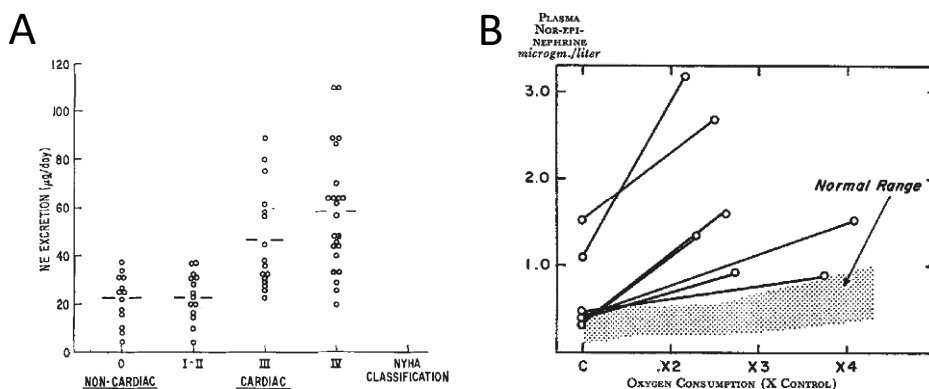 A
NE EXCRETION (μg/day)
120
100
80
60
40
20
0
O I-II III IV NYHA
NON-CARDIAC CARDIAC CLASSIFICATION
B
PLASMA
NOR-EPI-
NEPHRINE
microgm./liter
3.0
2.0
1.0
Normal Range
C X2 X3 X4
OXYGEN CONSUMPTION (X CONTROL)